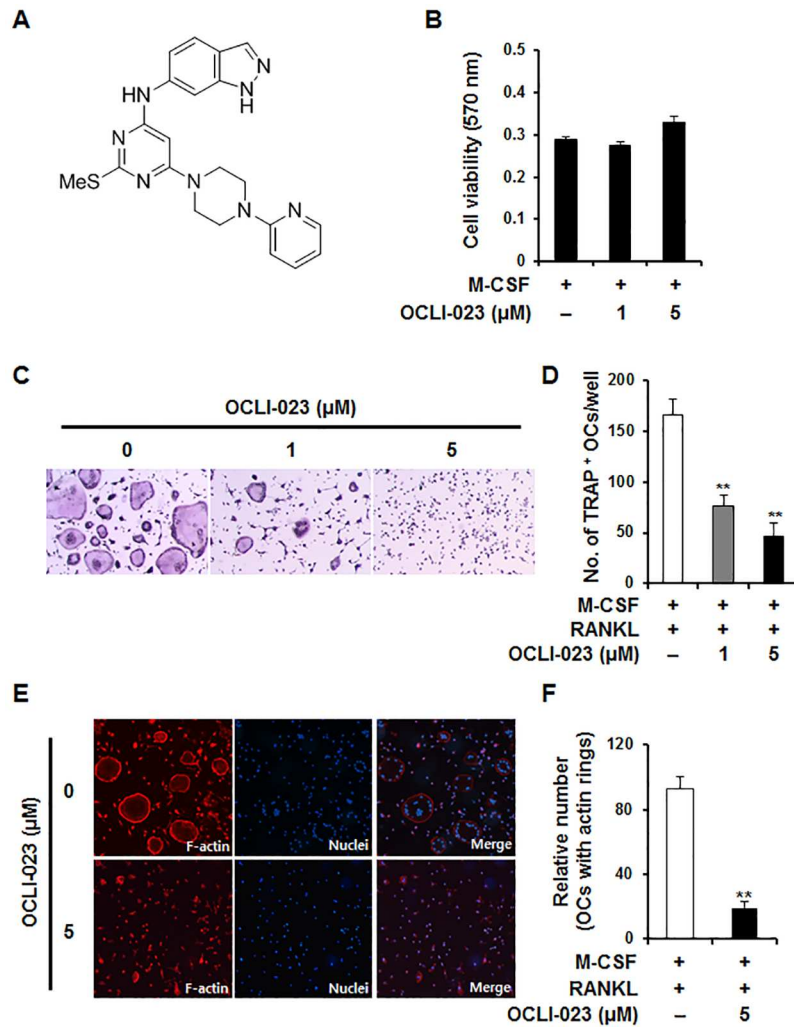 A
HN
N
N
H
N
N
MeS
N
N
N
B
Cell viability (570 nm)
0.5
0.4
0.3
0.2
0.1
0
M-CSF + + +
OCLI-023 (μM) – 1 5
C
OCLI-023 (μM)
0 1 5
D
No. of TRAP + OCs/well
200
150
100
50
0
**
**
M-CSF + + +
RANKL + + +
OCLI-023 (μM) – 1 5
E
OCLI-023 (μM)
0
F-actin Nuclei Merge
5
F-actin Nuclei Merge
F
Relative number
(OCs with actin rings)
120
80
40
0
**
M-CSF + +
RANKL + +
OCLI-023 (μM) – 5